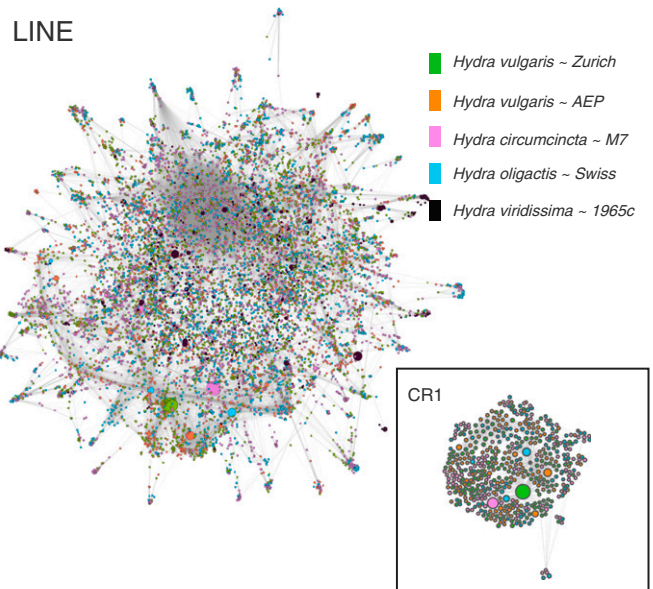 LINE
Hydra vulgaris ~ Zurich
Hydra vulgaris ~ AEP
Hydra circumcincta ~ M7
Hydra oligactis ~ Swiss
Hydra viridissima ~ 1965c
CR1